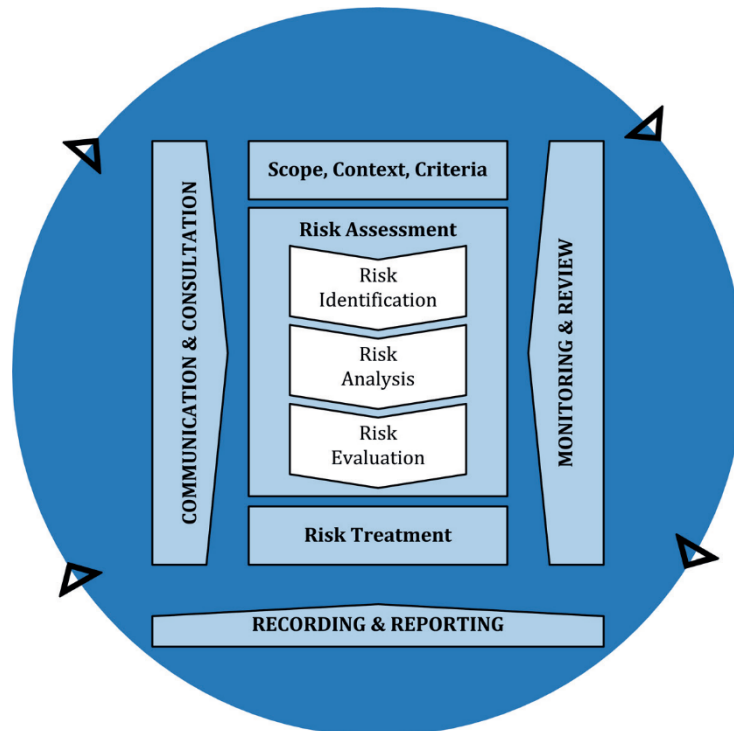 Scope, Context, Criteria
COMMUNICATION & CONSULTATION
Risk Assessment
Risk
Identification
Risk
Analysis
Risk
Evaluation
MONITORING & REVIEW
Risk Treatment
RECORDING & REPORTING